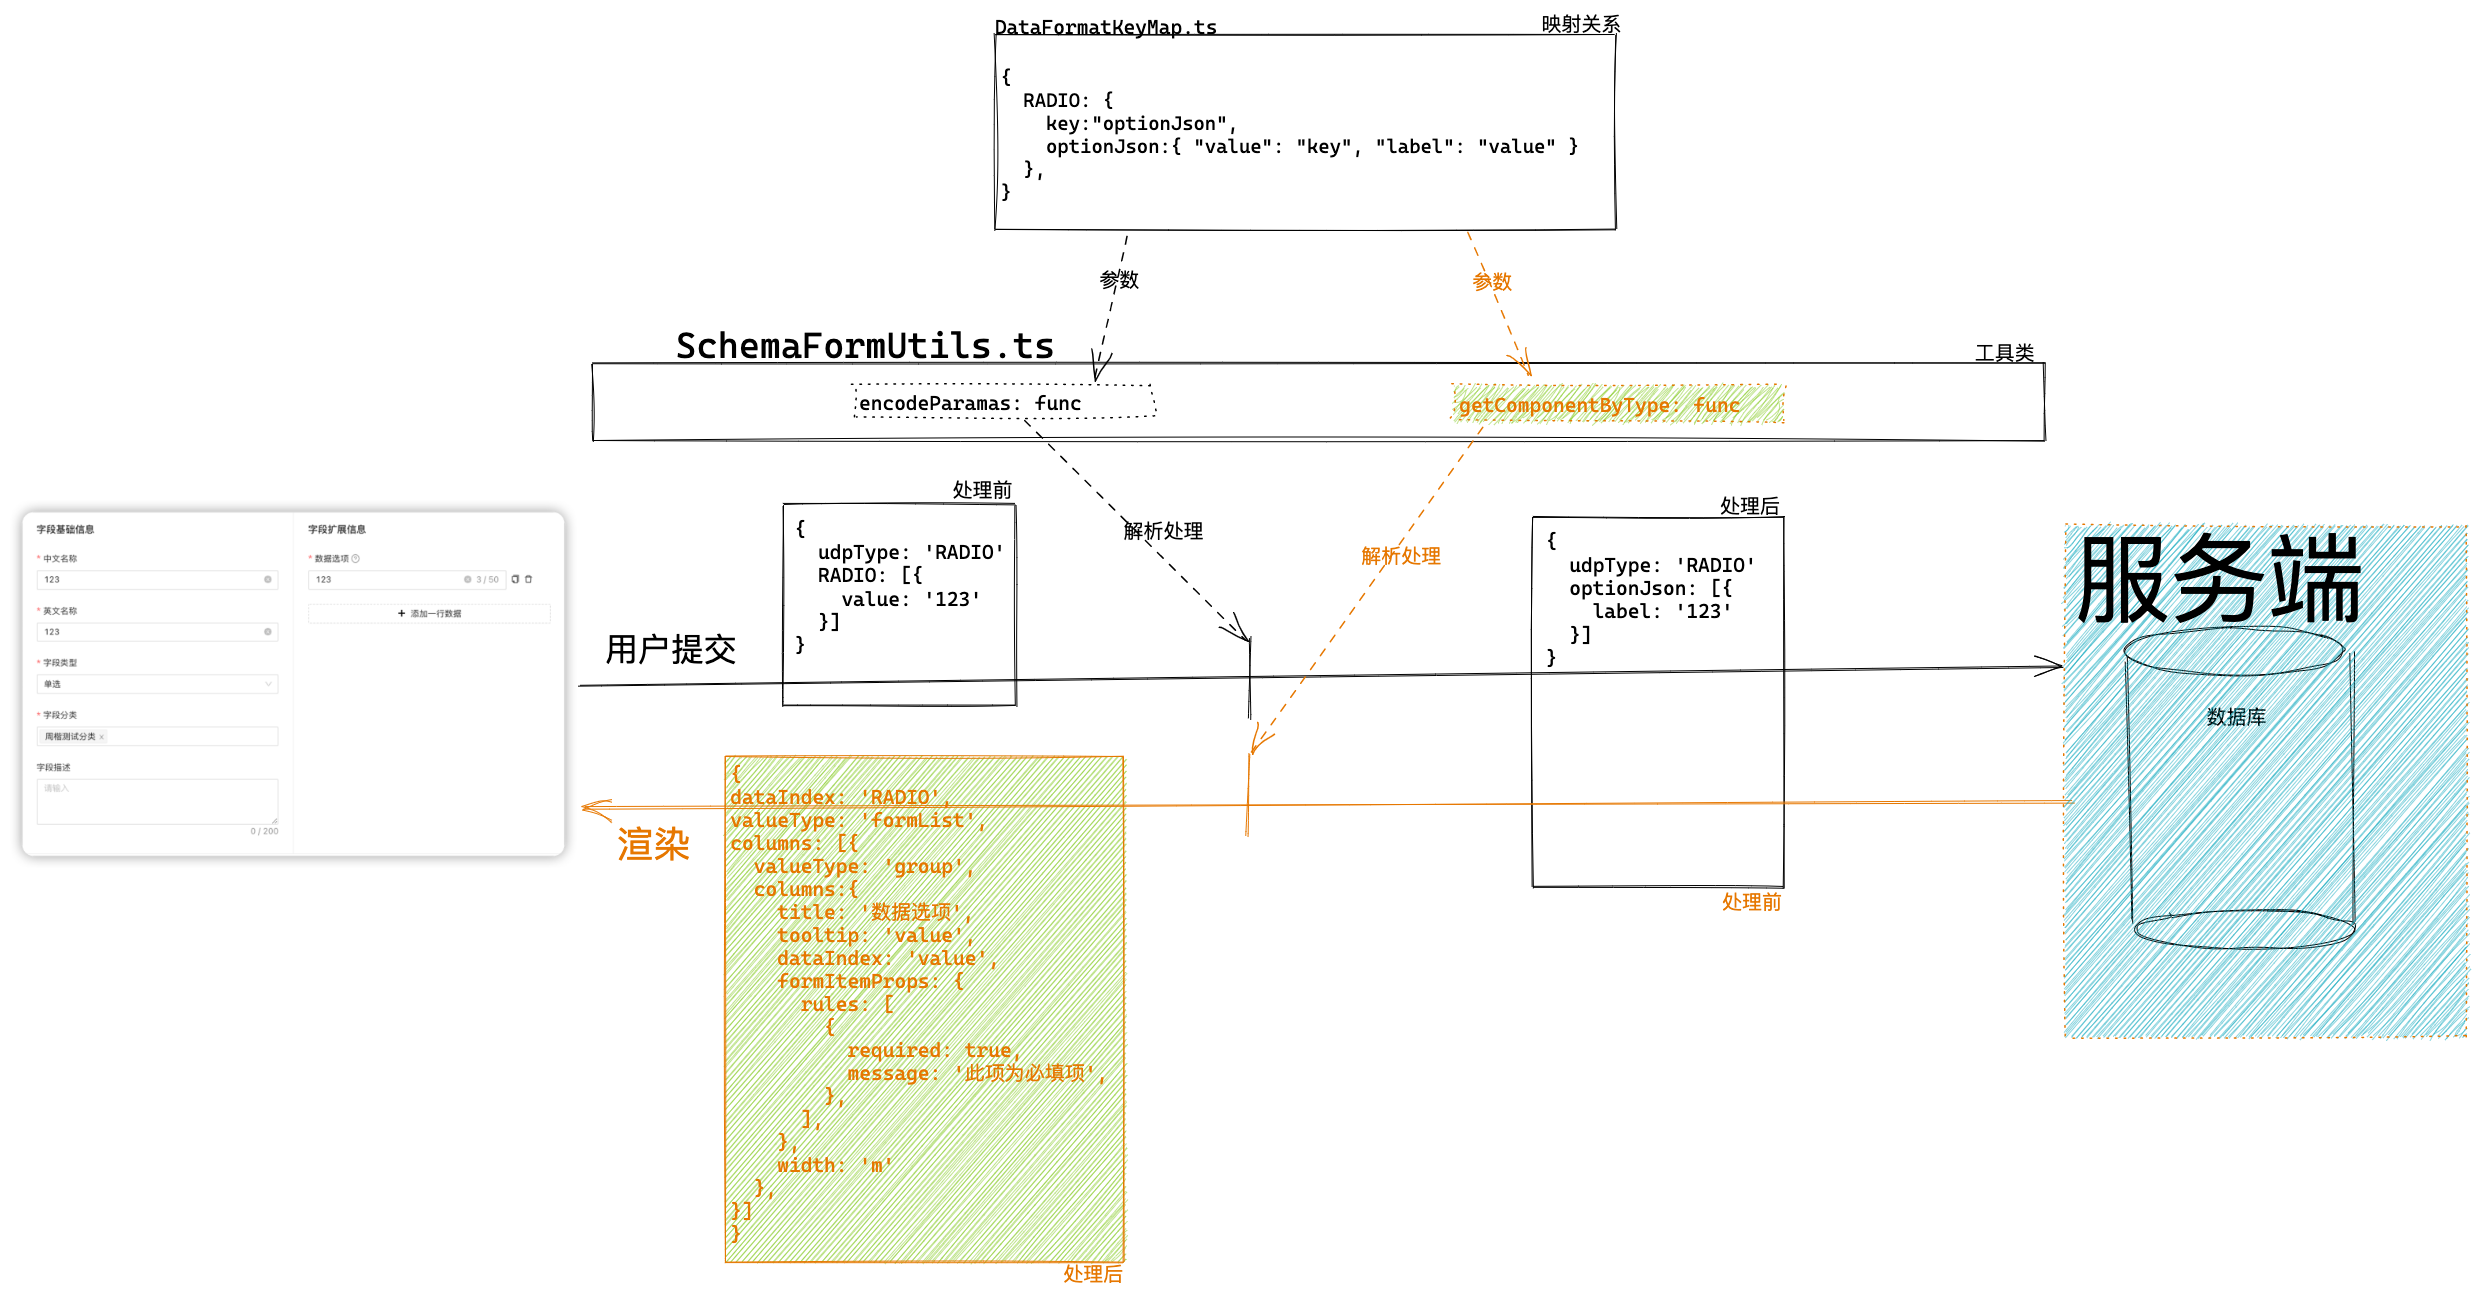 DataFormatKeyMap.ts
映射关系
{
RADIO: {
key:"optionJson",
optionJson:{ "value": "key", "label": "value" }
},
}
参数
参数
SchemaFormUtils.ts
工具类
encodeParamas: func
getComponentByType: func
解析处理
解析处理
字段基础信息
* 中文名称
123
* 英文名称
123
* 字段类型
单选
* 字段分类
周楷测试分类 x
字段描述
请输入
0 / 200
字段扩展信息
* 数据选项
123
3 / 50
+ 添加一行数据
用户提交
处理前
{
udpType: 'RADIO'
RADIO: [{
value: '123'
}]
}
处理后
{
udpType: 'RADIO'
optionJson: [{
label: '123'
}]
}
处理前
服务端
数据库
渲染
{
dataIndex: 'RADIO',
valueType: 'formList',
columns: [{
valueType: 'group',
columns:{
title: '数据选项',
tooltip: 'value',
dataIndex: 'value',
formItemProps: {
rules: [
{
required: true,
message: '此项为必填项',
},
],
},
width: 'm'
},
}]
}
处理后